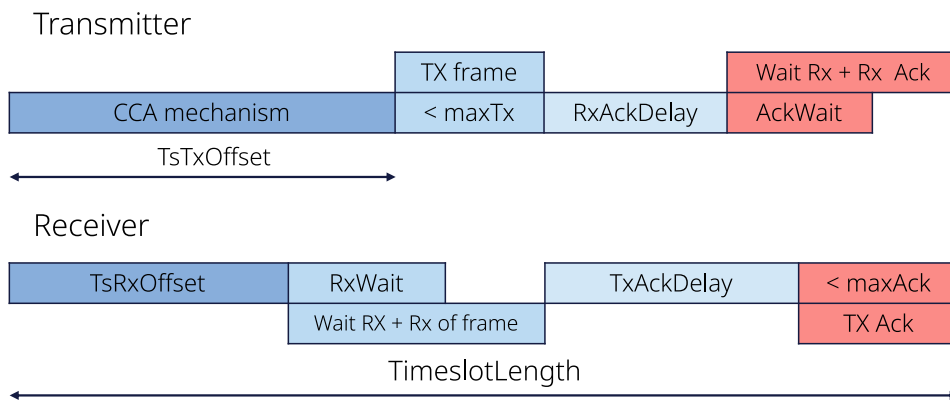 Transmitter
TX frame
Wait Rx + Rx Ack
CCA mechanism
< maxTx
RxAckDelay
AckWait
TsTxOffset
Receiver
TsRxOffset
RxWait
TxAckDelay
< maxAck
Wait RX + Rx of frame
TX Ack
TimeslotLength